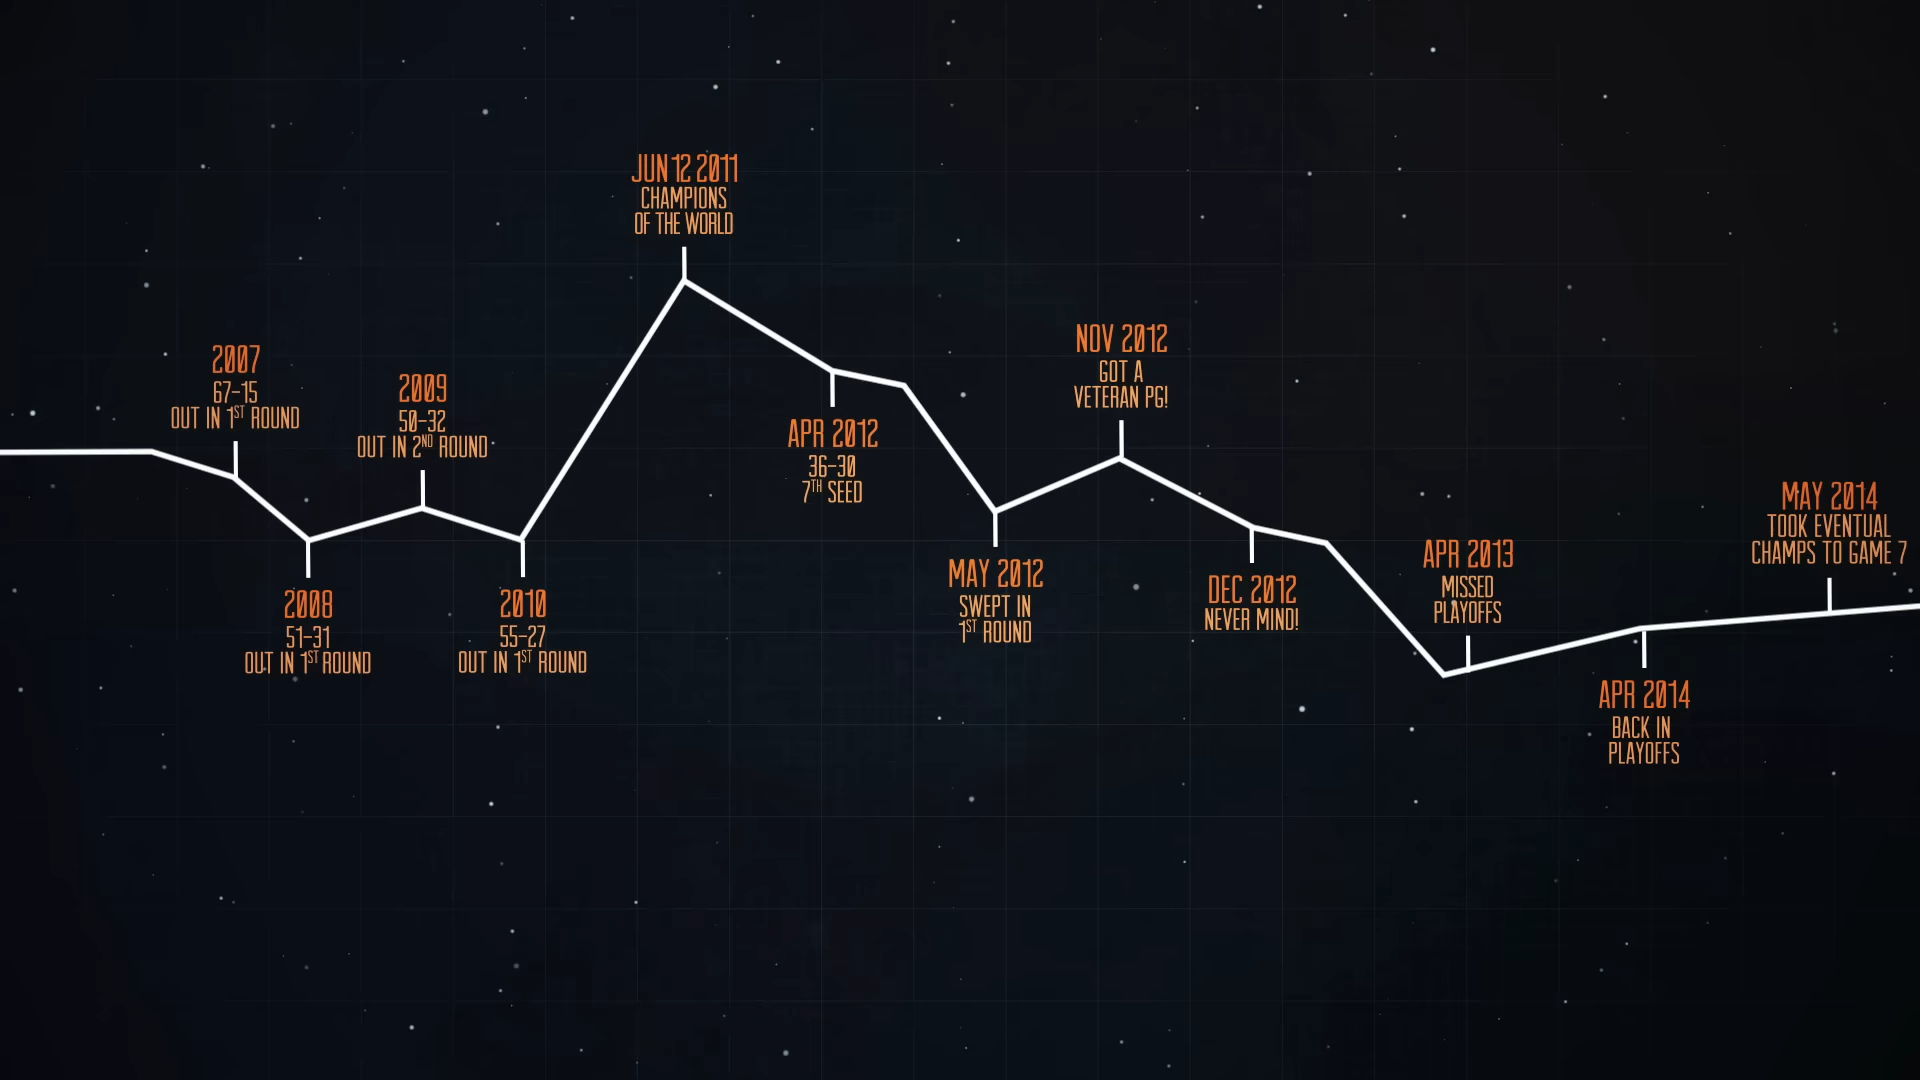 2007
67-15
OUT IN 1ST ROUND
2008
51-31
OUT IN 1ST ROUND
2009
50-32
OUT IN 2ND ROUND
2010
55-27
OUT IN 1ST ROUND
JUN 12 2011
CHAMPIONS
OF THE WORLD
APR 2012
36-30
7TH SEED
MAY 2012
SWEPT IN
1ST ROUND
NOV 2012
GOT A
VETERAN PG!
DEC 2012
NEVER MIND!
APR 2013
MISSED
PLAYOFFS
APR 2014
BACK IN
PLAYOFFS
MAY 2014
TOOK EVENTUAL
CHAMPS TO GAME 7